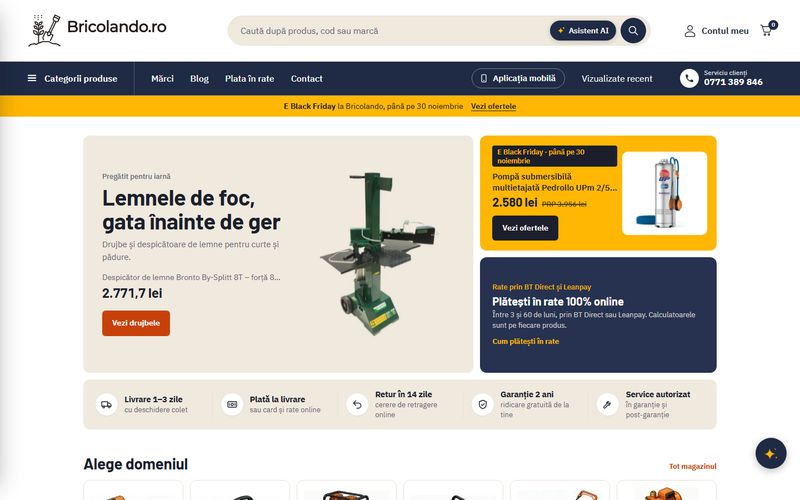 Bricolando.ro
Caută după produs, cod sau marcă
Asistent AI
Contul meu
0
Categorii produse
Mărci
Blog
Plata în rate
Contact
Aplicația mobilă
Vizualizate recent
Serviciu clienți
0771 389 846
E Black Friday la Bricolando, până pe 30 noiembrie Vezi ofertele
Pregătit pentru iarnă
Lemnele de foc,
gata înainte de ger
Drujbe și despicătoare de lemne pentru curte și
pădure.
Despicător de lemne Bronto By-Splitt 8T – forță 8...
2.771,7 lei
Vezi drujbele
E Black Friday · până pe 30
noiembrie
Pompă submersibilă
multietajată Pedrollo UPm 2/5...
2.580 lei PRP 3.956 lei
Vezi ofertele
Rate prin BT Direct și Leanpay
Plătești în rate 100% online
Între 3 și 60 de luni, prin BT Direct sau Leanpay. Calculatoarele
sunt pe fiecare produs.
Cum plătești în rate
Livrare 1–3 zile
cu deschidere colet
Plată la livrare
sau card și rate online
Retur în 14 zile
cerere de retragere
online
Garanție 2 ani
ridicare gratuită de la
tine
Service autorizat
în garanție și
post-garanție
Alege domeniul
Tot magazinul